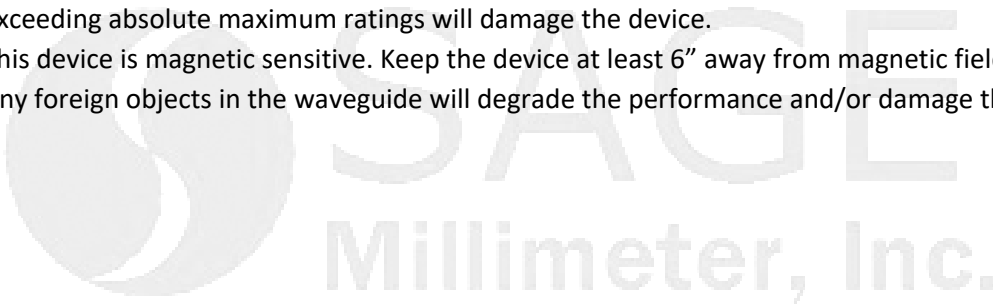 xceeding absolute maximum ratings will damage the device.
his device is magnetic sensitive. Keep the device at least 6” away from magnetic fiel
ny foreign objects in the waveguide will degrade the performance and/or damage t
SAGE
Millimeter, Inc.